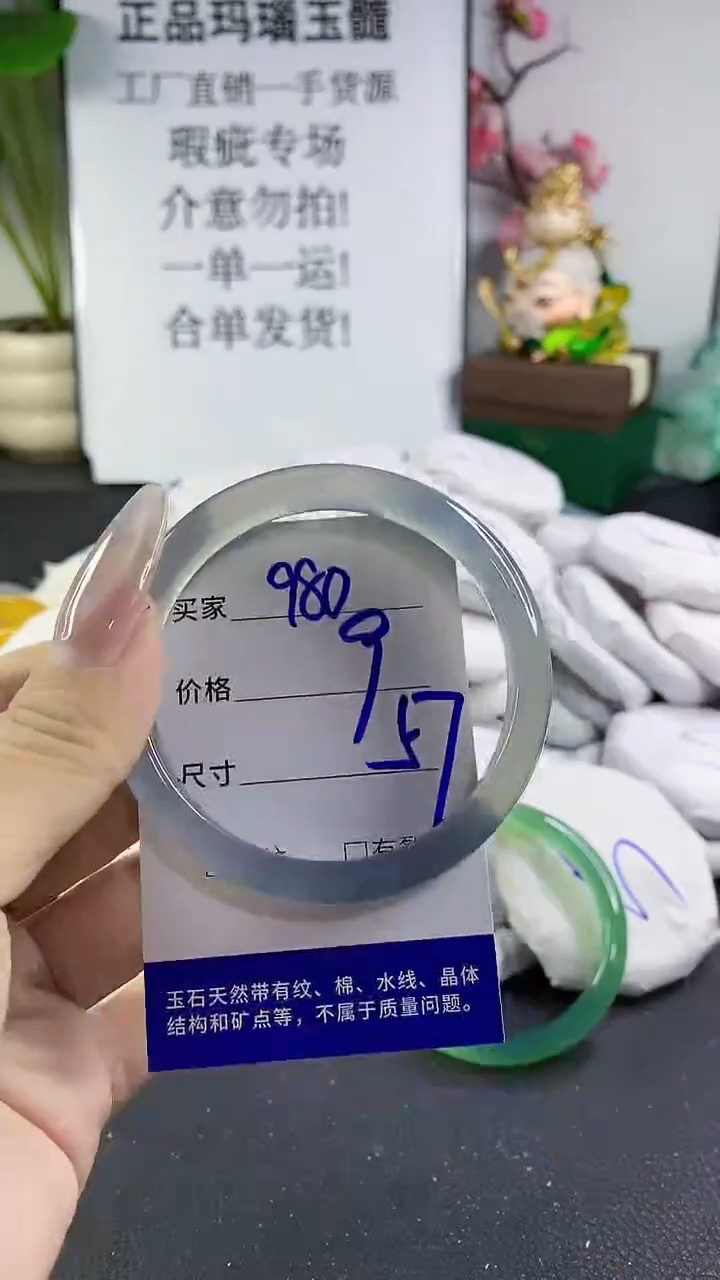 正品玛瑙玉髓
工厂直销一手货源
瑕疵专场
介意勿拍!
一单一运!
合单发货!
买家 980
价格 9
尺寸 57
□有裂
玉石天然带有纹、棉、水线、晶体
结构和矿点等，不属于质量问题。